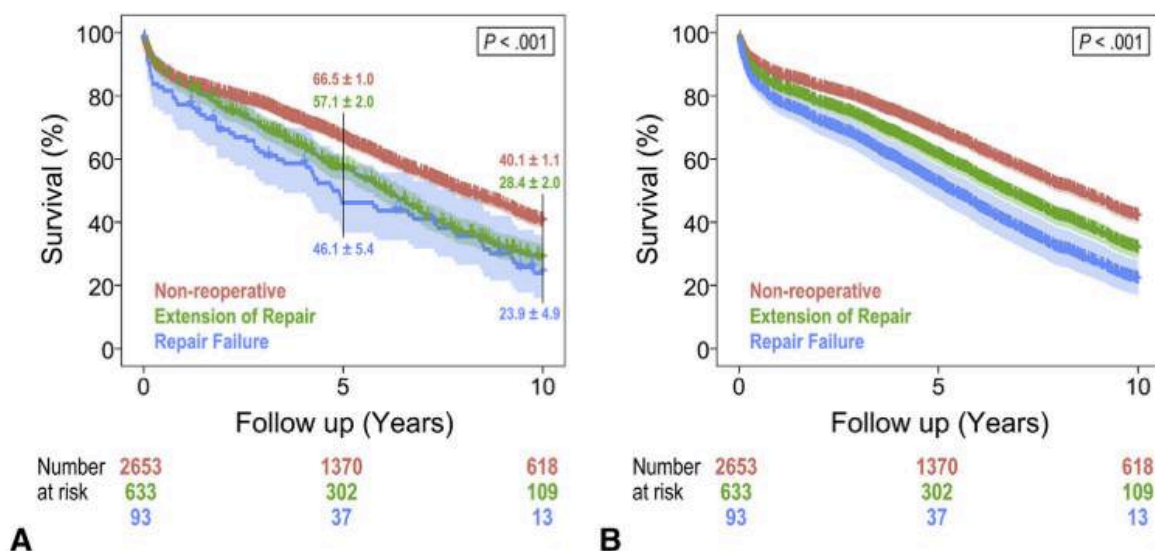 P < .001
100
80
60
40
20
0
Survival (%)
66.5 ± 1.0
57.1 ± 2.0
46.1 ± 5.4
40.1 ± 1.1
28.4 ± 2.0
23.9 ± 4.9
Non-reoperative
Extension of Repair
Repair Failure
0 5 10
Follow up (Years)
Number 2653 1370 618
at risk 633 302 109
93 37 13
A
P < .001
100
80
60
40
20
0
Survival (%)
Non-reoperative
Extension of Repair
Repair Failure
0 5 10
Follow up (Years)
2653 1370 618
633 302 109
93 37 13
B